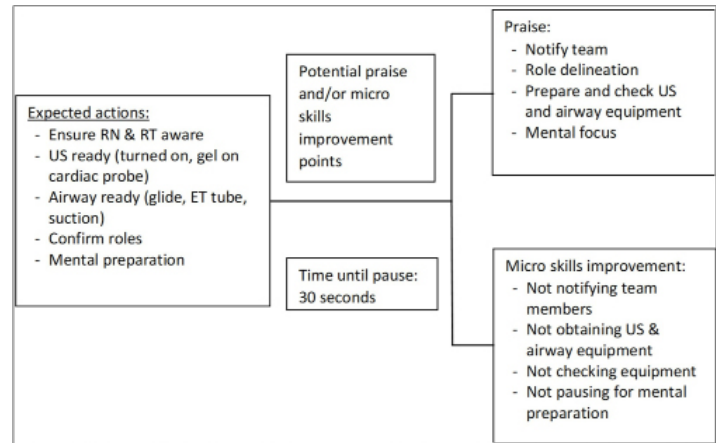 Expected actions:
- Ensure RN & RT aware
- US ready (turned on, gel on
cardiac probe)
- Airway ready (glide, ET tube,
suction)
- Confirm roles
- Mental preparation
Potential praise
and/or micro
skills
improvement
points
Time until pause:
30 seconds
Praise:
- Notify team
- Role delineation
- Prepare and check US
and airway equipment
- Mental focus
Micro skills improvement:
- Not notifying team
members
- Not obtaining US &
airway equipment
- Not checking equipment
- Not pausing for mental
preparation